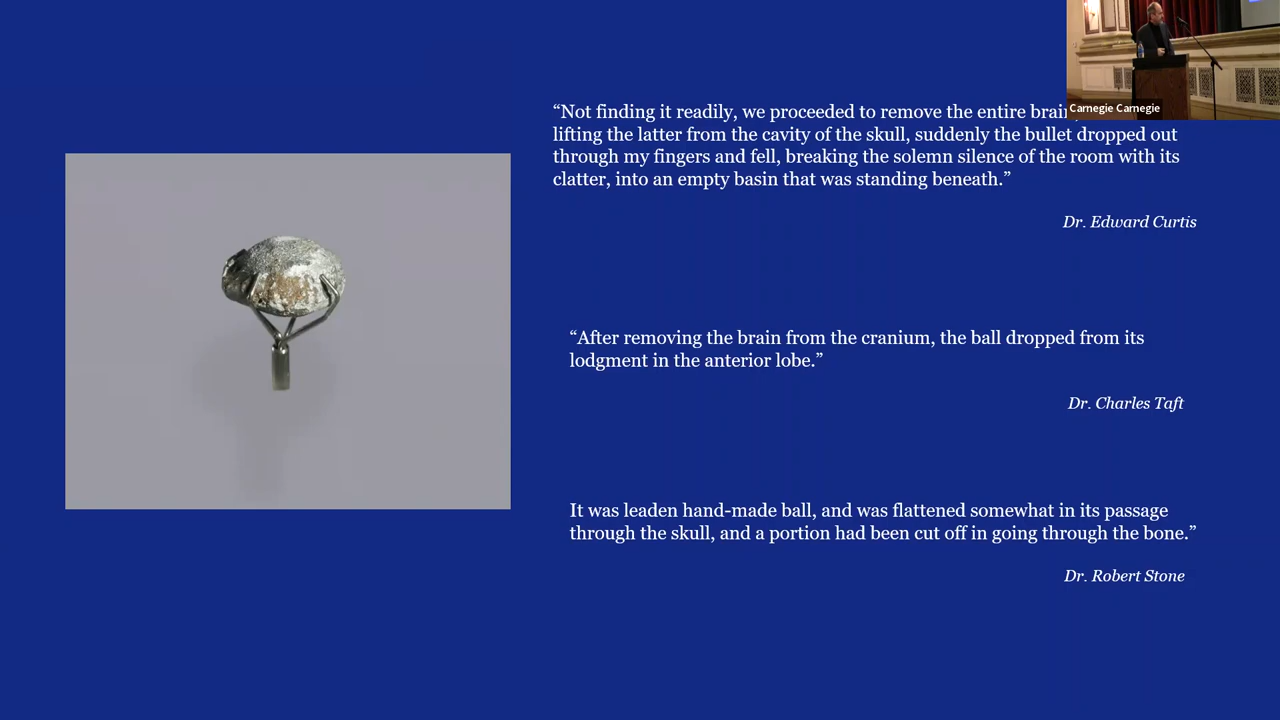 “Not finding it readily, we proceeded to remove the entire brain,
lifting the latter from the cavity of the skull, suddenly the bullet dropped out
through my fingers and fell, breaking the solemn silence of the room with its
clatter, into an empty basin that was standing beneath.”
Dr. Edward Curtis
“After removing the brain from the cranium, the ball dropped from its
lodgment in the anterior lobe.”
Dr. Charles Taft
It was leaden hand-made ball, and was flattened somewhat in its passage
through the skull, and a portion had been cut off in going through the bone.”
Dr. Robert Stone
Carnegie Carnegie